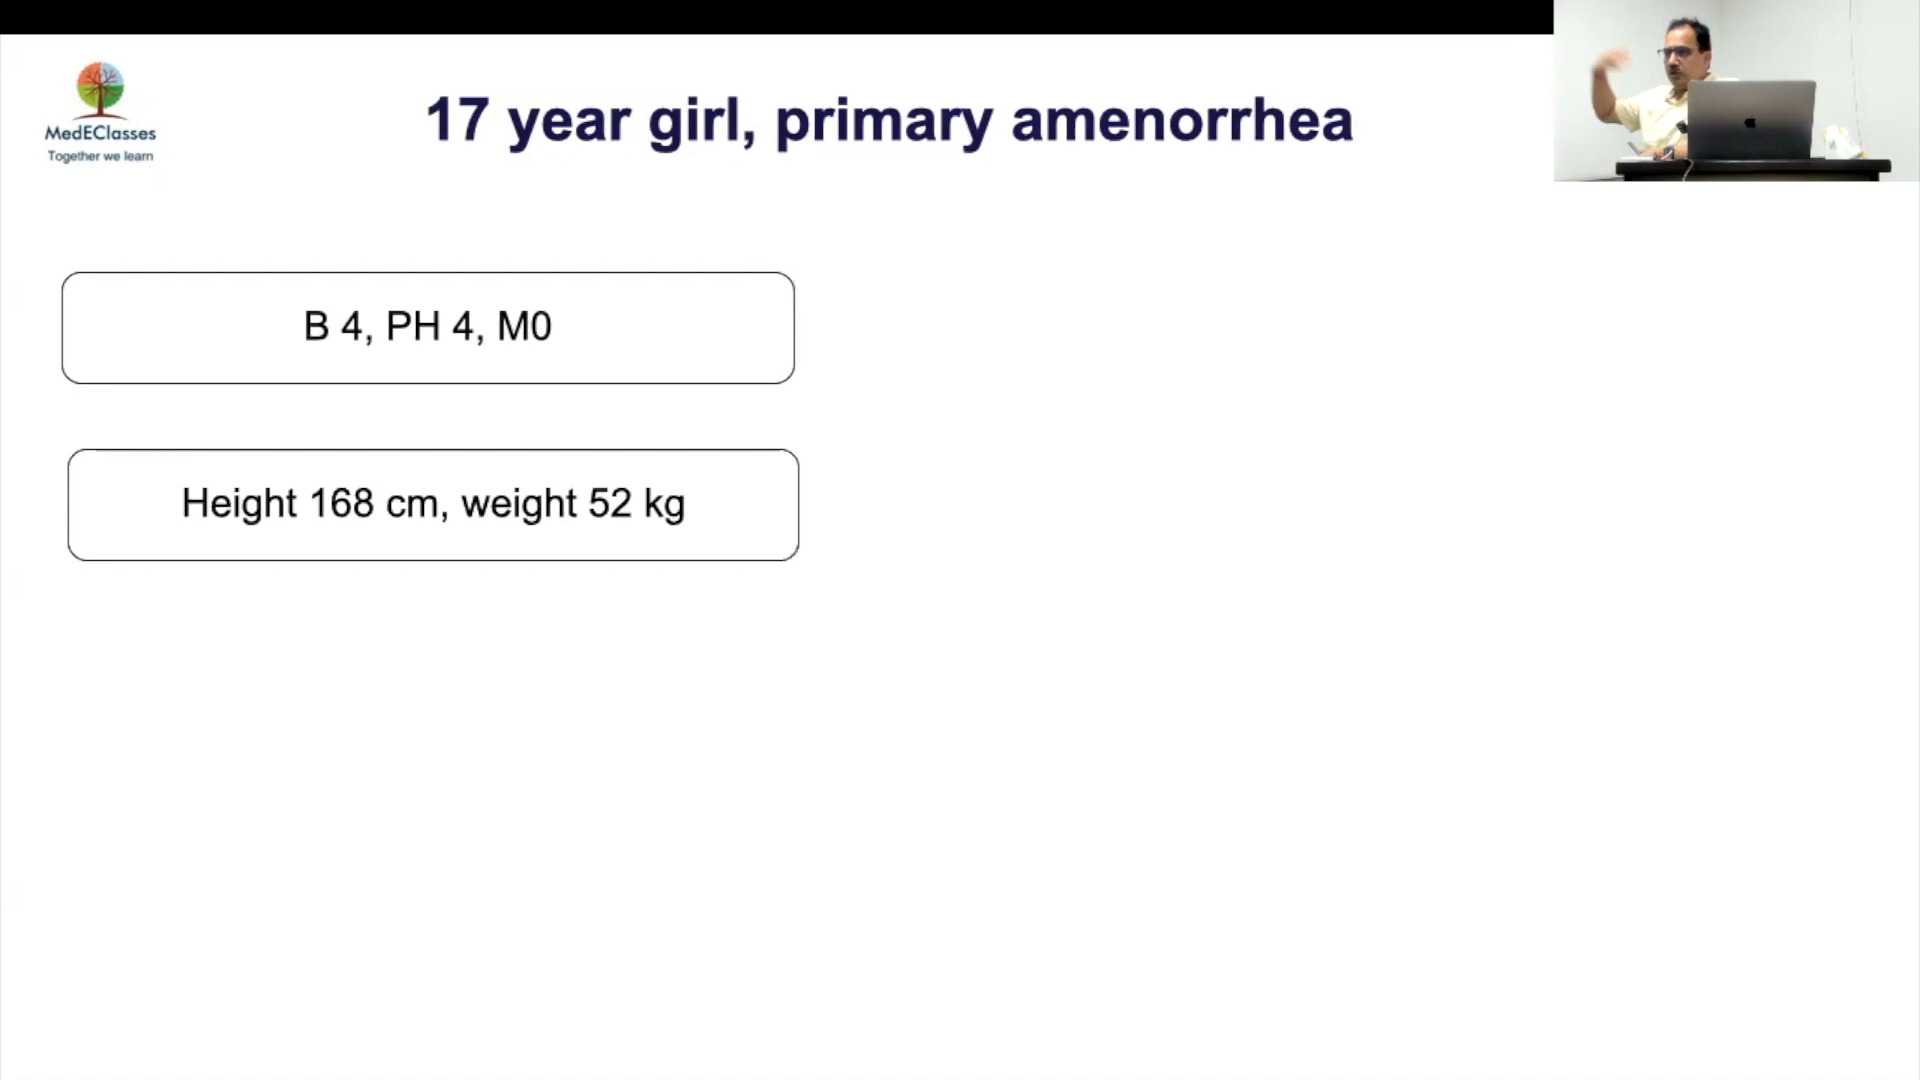 MedEClasses
Together we learn
17 year girl, primary amenorrhea
B 4, PH 4, M0
Height 168 cm, weight 52 kg